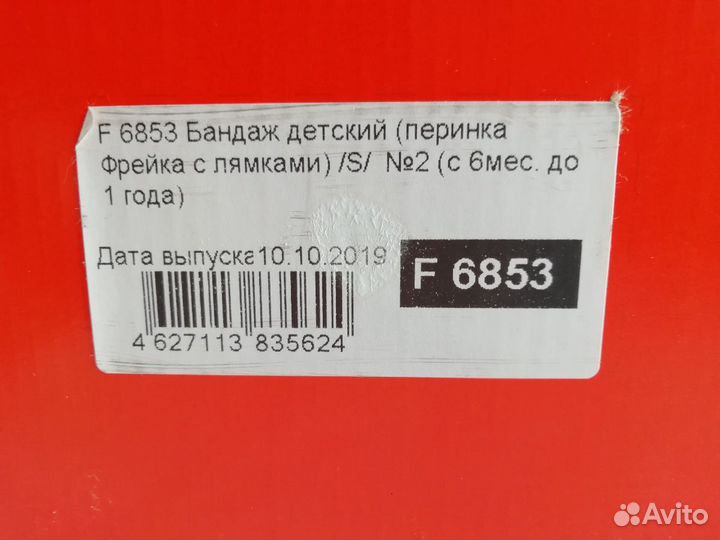 F 6853 Бандаж детский (перинка
Фрейка с лямками) /S/ №2 (с 6мес. до
1 года)
Дата выпуска10.10.2019
F 6853
4 627113 835624
Avito